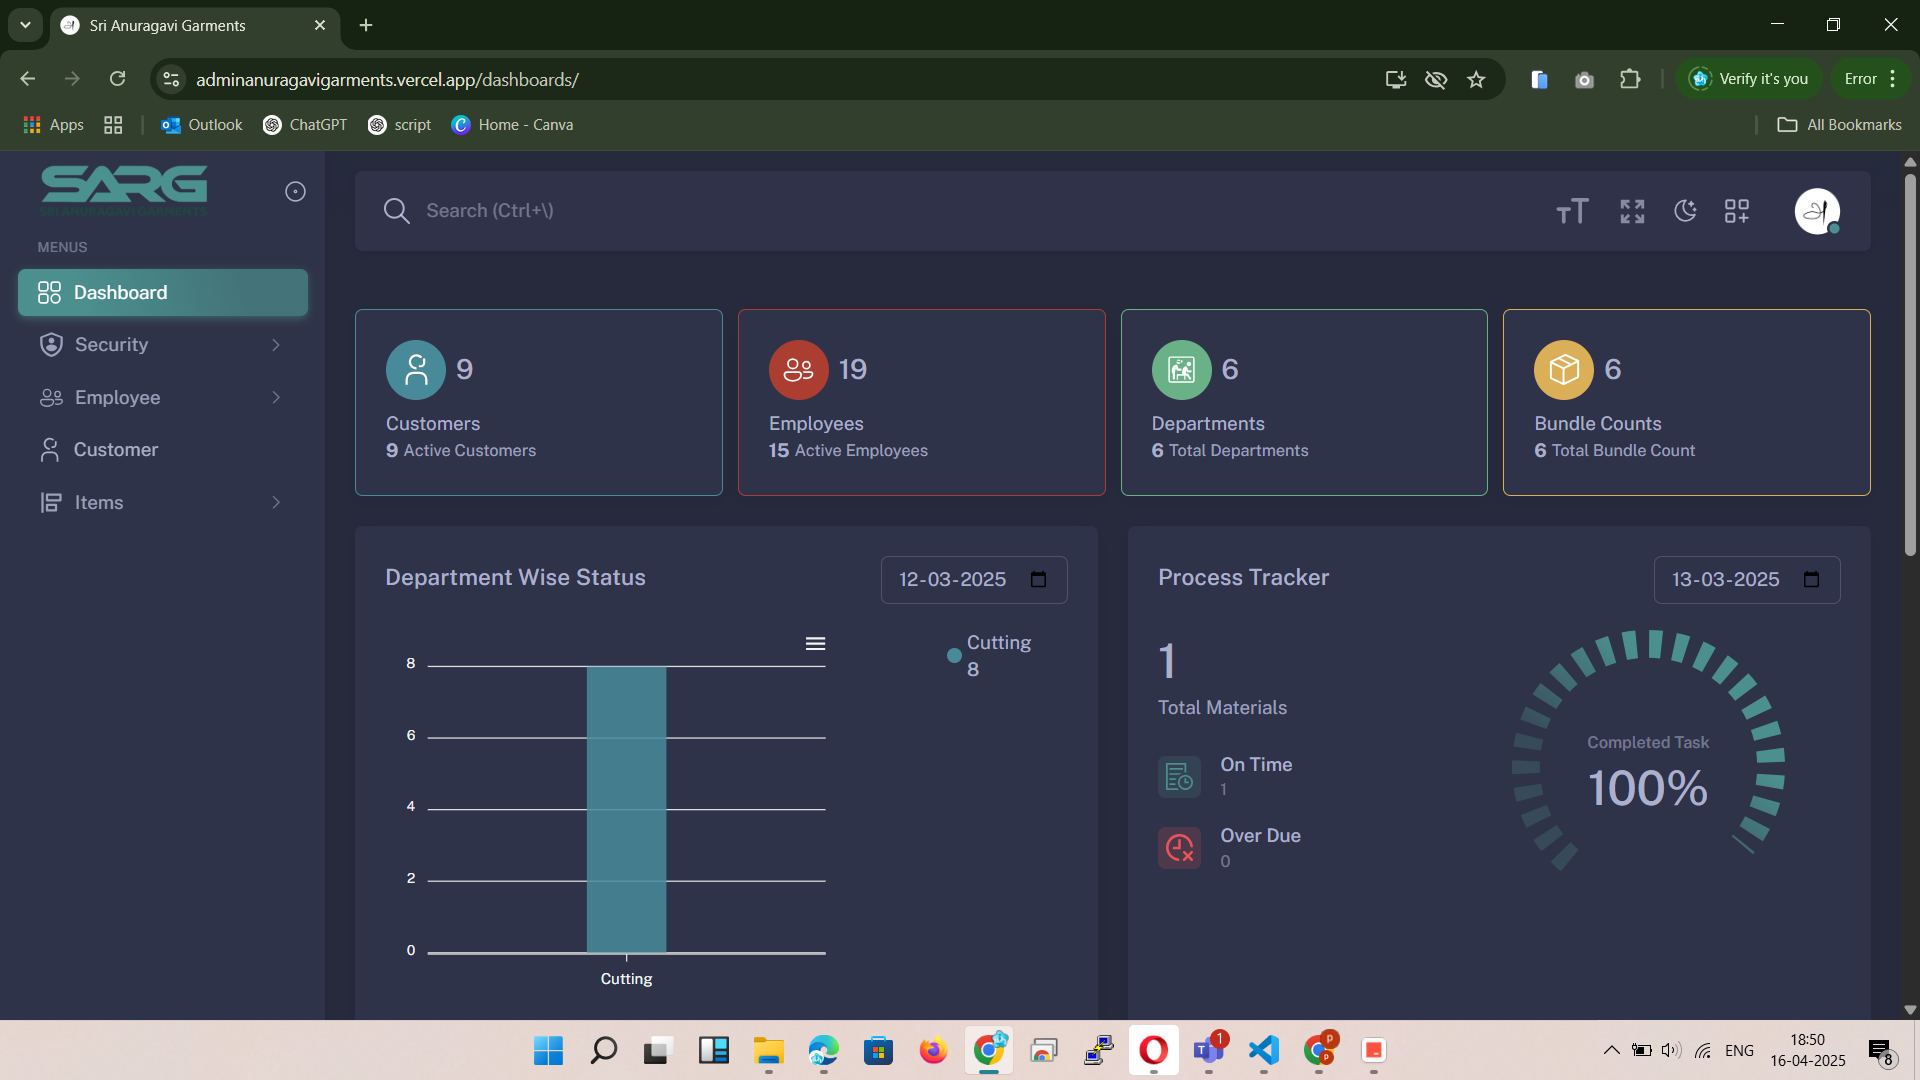 Sri Anuragavi Garments
adminanuragavigarments.vercel.app/dashboards/
Verify it's you
Error
Apps
Outlook
ChatGPT
script
Home - Canva
All Bookmarks
SARG
SRI ANURAGAVI GARMENTS
Search (Ctrl+\)
MENUS
Dashboard
Security
Employee
Customer
Items
9
Customers
9 Active Customers
19
Employees
15 Active Employees
6
Departments
6 Total Departments
6
Bundle Counts
6 Total Bundle Count
Department Wise Status
12-03-2025
Cutting
8
8
6
4
2
0
Cutting
Process Tracker
13-03-2025
1
Total Materials
On Time
1
Over Due
0
Completed Task
100%
1
P
P
ENG
18:50
16-04-2025
8